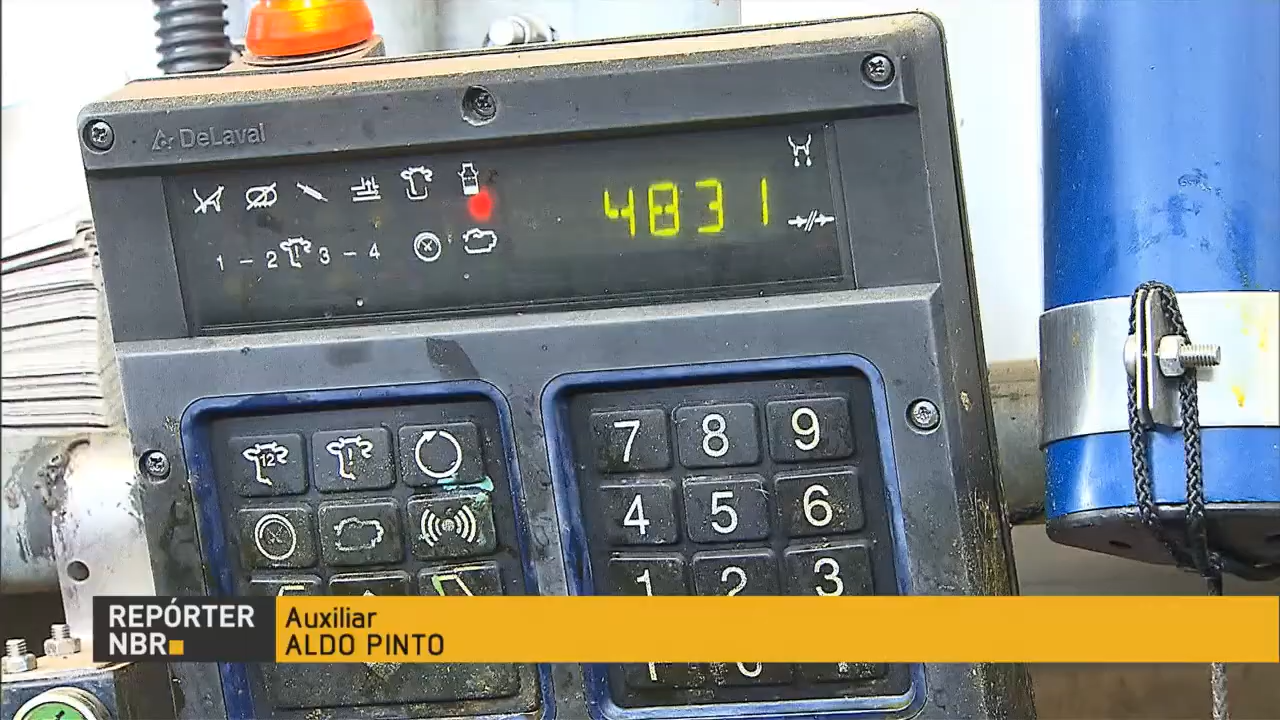 DeLaval
4831
1 - 2 3 - 4
12
7 8 9
4 5 6
1 2 3
REPÓRTER
NBR
Auxiliar
ALDO PINTO